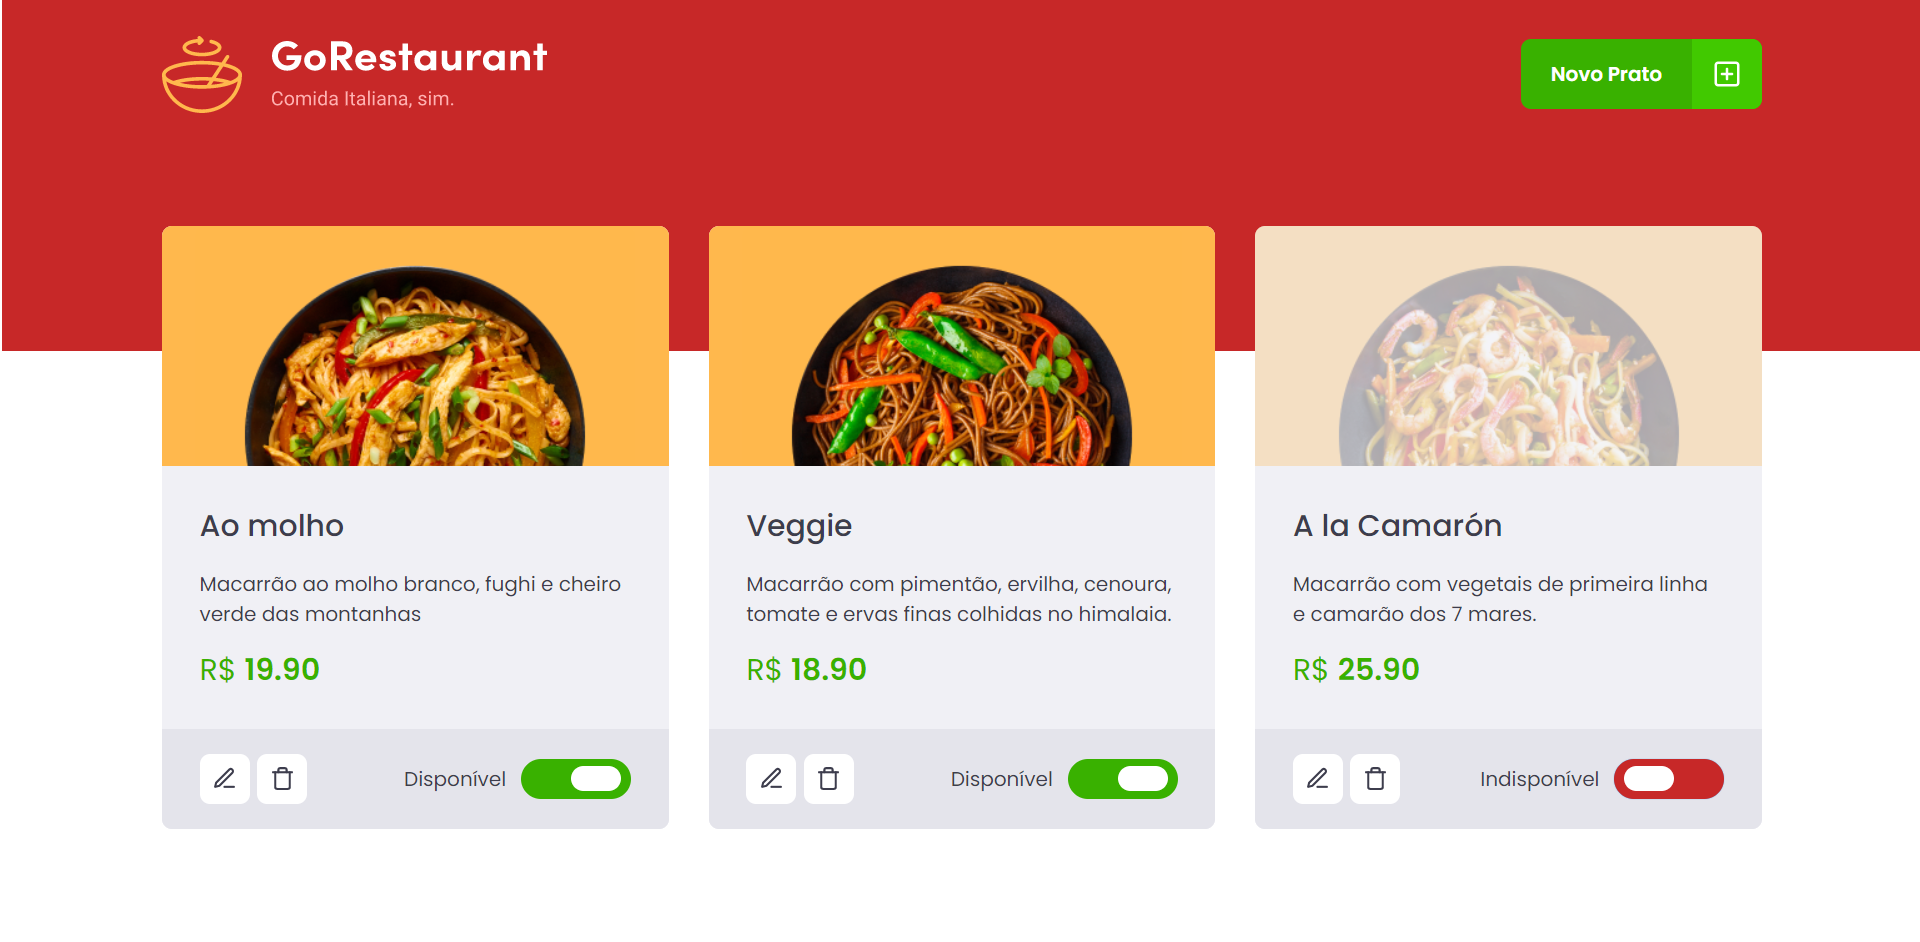 GoRestaurant
Comida Italiana, sim.
Novo Prato
Ao molho
Macarrão ao molho branco, fughi e cheiro
verde das montanhas
R$ 19.90
Disponível
Veggie
Macarrão com pimentão, ervilha, cenoura,
tomate e ervas finas colhidas no himalaia.
R$ 18.90
Disponível
A la Camarón
Macarrão com vegetais de primeira linha
e camarão dos 7 mares.
R$ 25.90
Indisponível